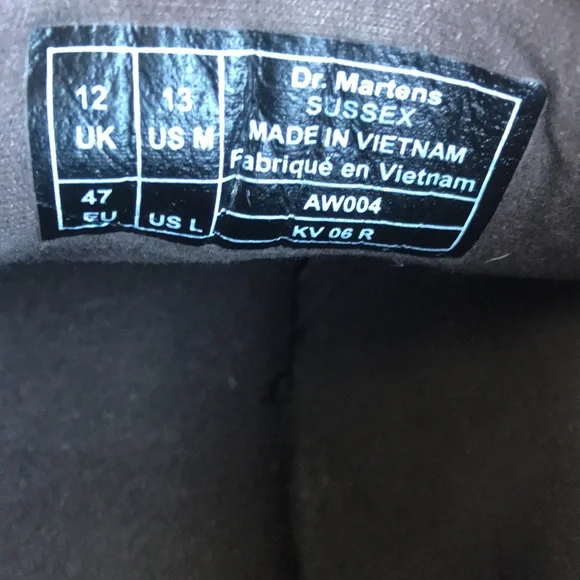 12
UK
13
US M
47
EU
US L
Dr. Martens
SUSSEX
MADE IN VIETNAM
Fabriqué en Vietnam
AW004
KV 06 R